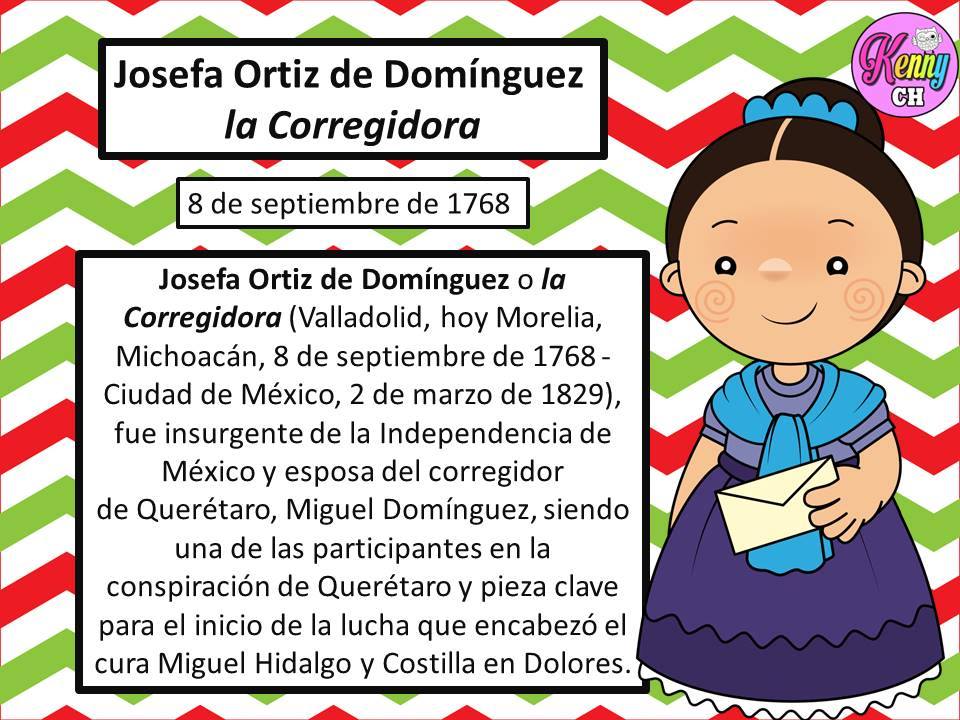 Josefa Ortiz de Domínguez
la Corregidora
Kenny
CH
8 de septiembre de 1768
Josefa Ortiz de Domínguez o la
Corregidora (Valladolid, hoy Morelia,
Michoacán, 8 de septiembre de 1768 -
Ciudad de México, 2 de marzo de 1829),
fue insurgente de la Independencia de
México y esposa del corregidor
de Querétaro, Miguel Domínguez, siendo
una de las participantes en la
conspiración de Querétaro y pieza clave
para el inicio de la lucha que encabezó el
cura Miguel Hidalgo y Costilla en Dolores.